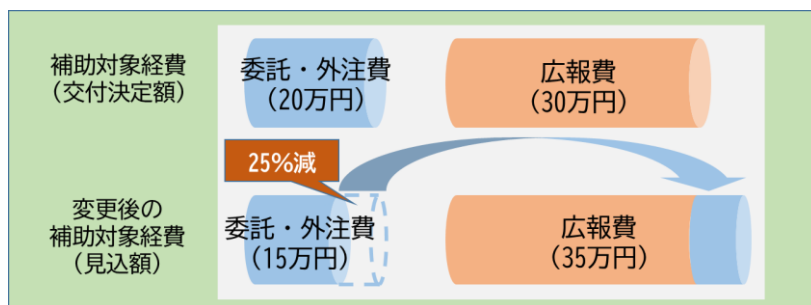 補助対象経費
（交付決定額）
委託・外注費
（20万円）
広報費
（30万円）
25%減
変更後の
補助対象経費
（見込額）
委託・外注費
（15万円）
広報費
（35万円）